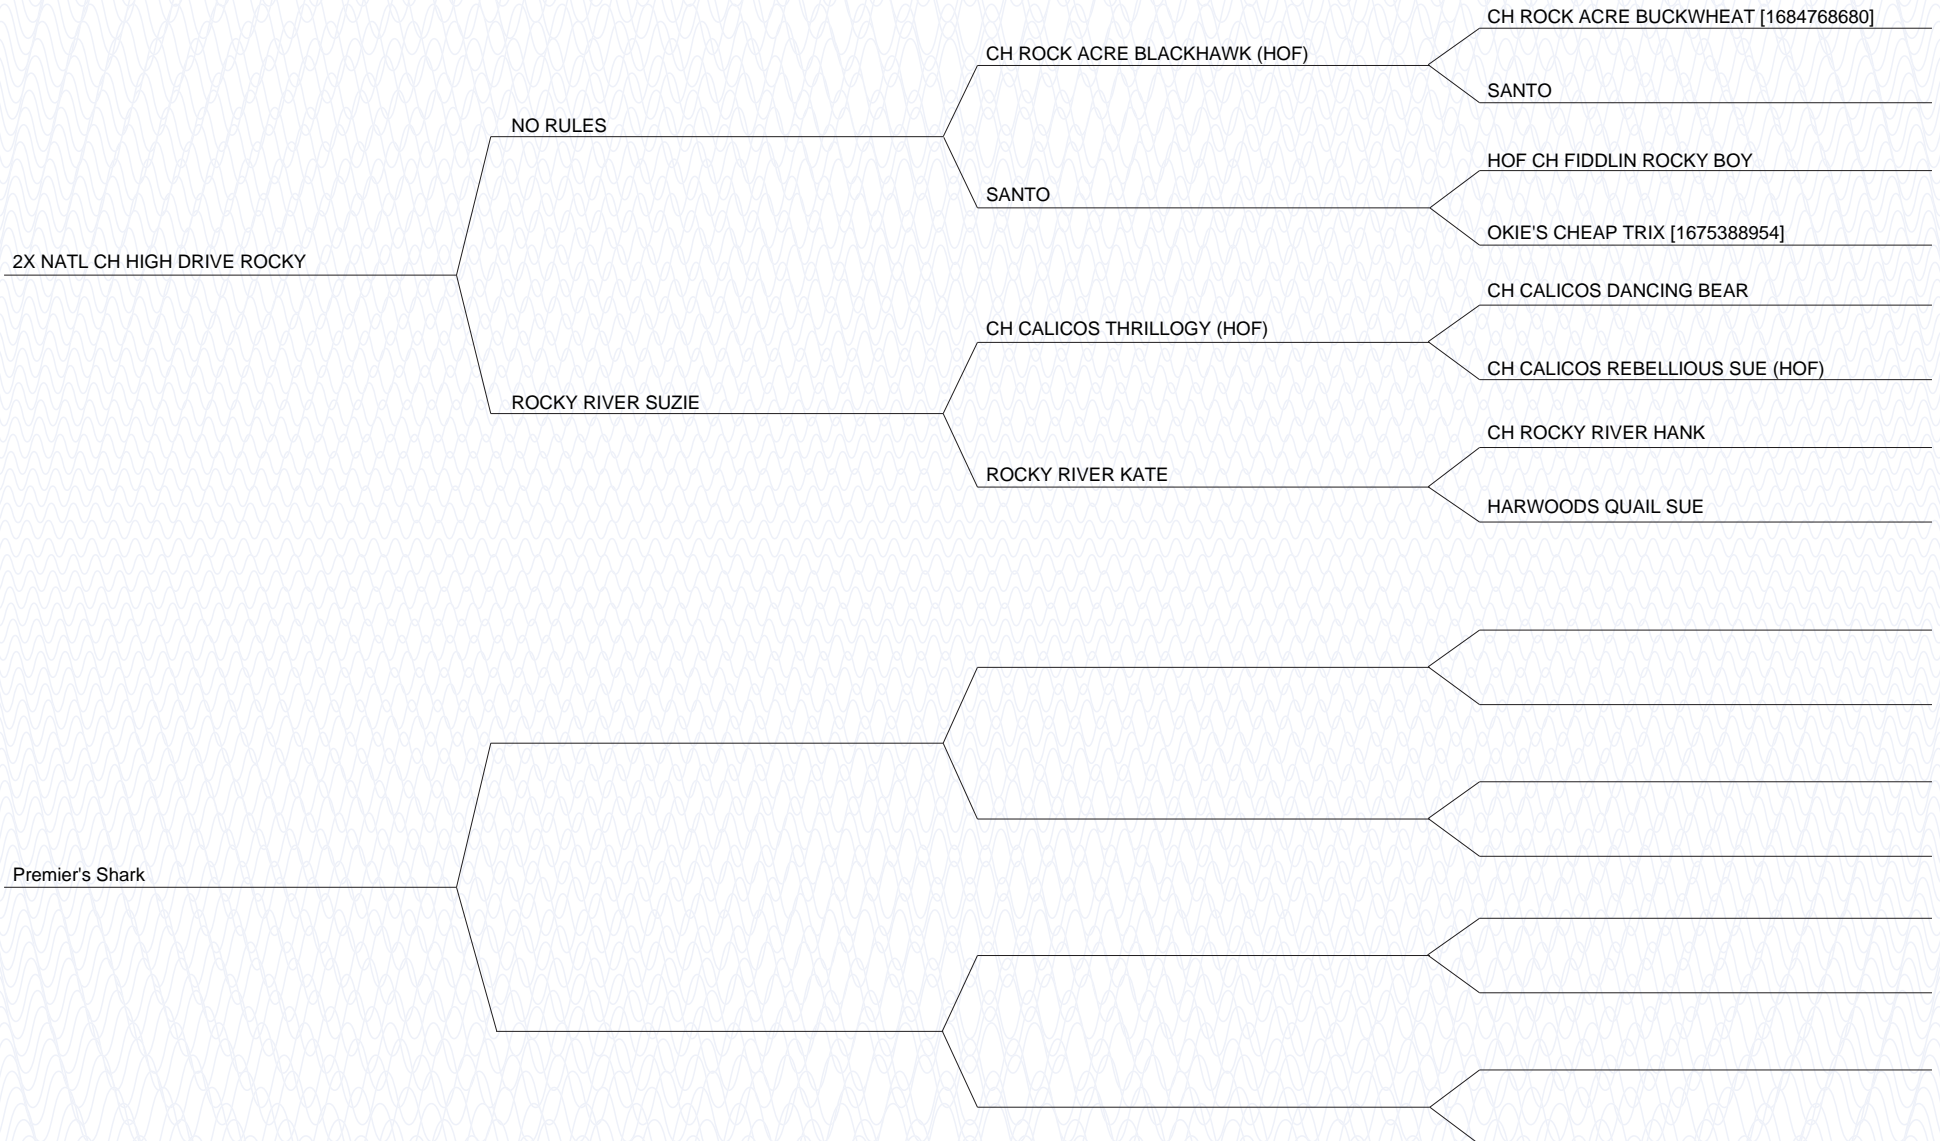 CH ROCK ACRE BUCKWHEAT [1684768680]
CH ROCK ACRE BLACKHAWK (HOF)
SANTO
NO RULES
HOF CH FIDDLIN ROCKY BOY
SANTO
OKIE'S CHEAP TRIX [1675388954]
2X NATL CH HIGH DRIVE ROCKY
CH CALICOS DANCING BEAR
CH CALICOS THRILLOGY (HOF)
CH CALICOS REBELLIOUS SUE (HOF)
ROCKY RIVER SUZIE
CH ROCKY RIVER HANK
ROCKY RIVER KATE
HARWOODS QUAIL SUE
Premier's Shark